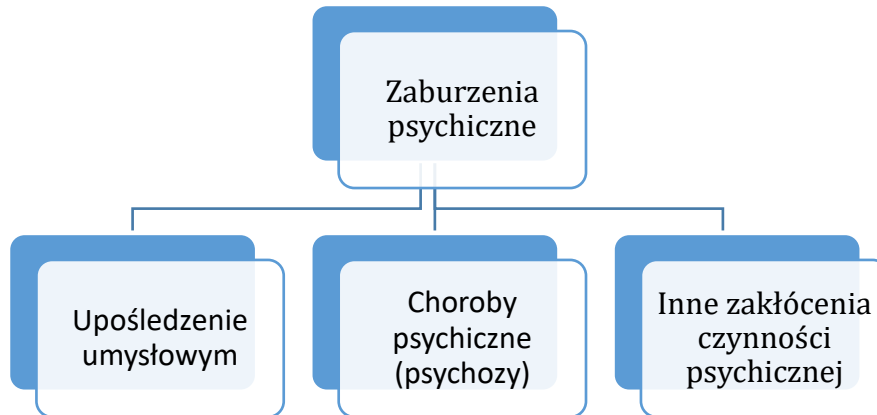 Zaburzenia
psychiczne
Upośledzenie
umysłowym
Choroby
psychiczne
(psychozy)
Inne zakłócenia
czynności
psychicznej